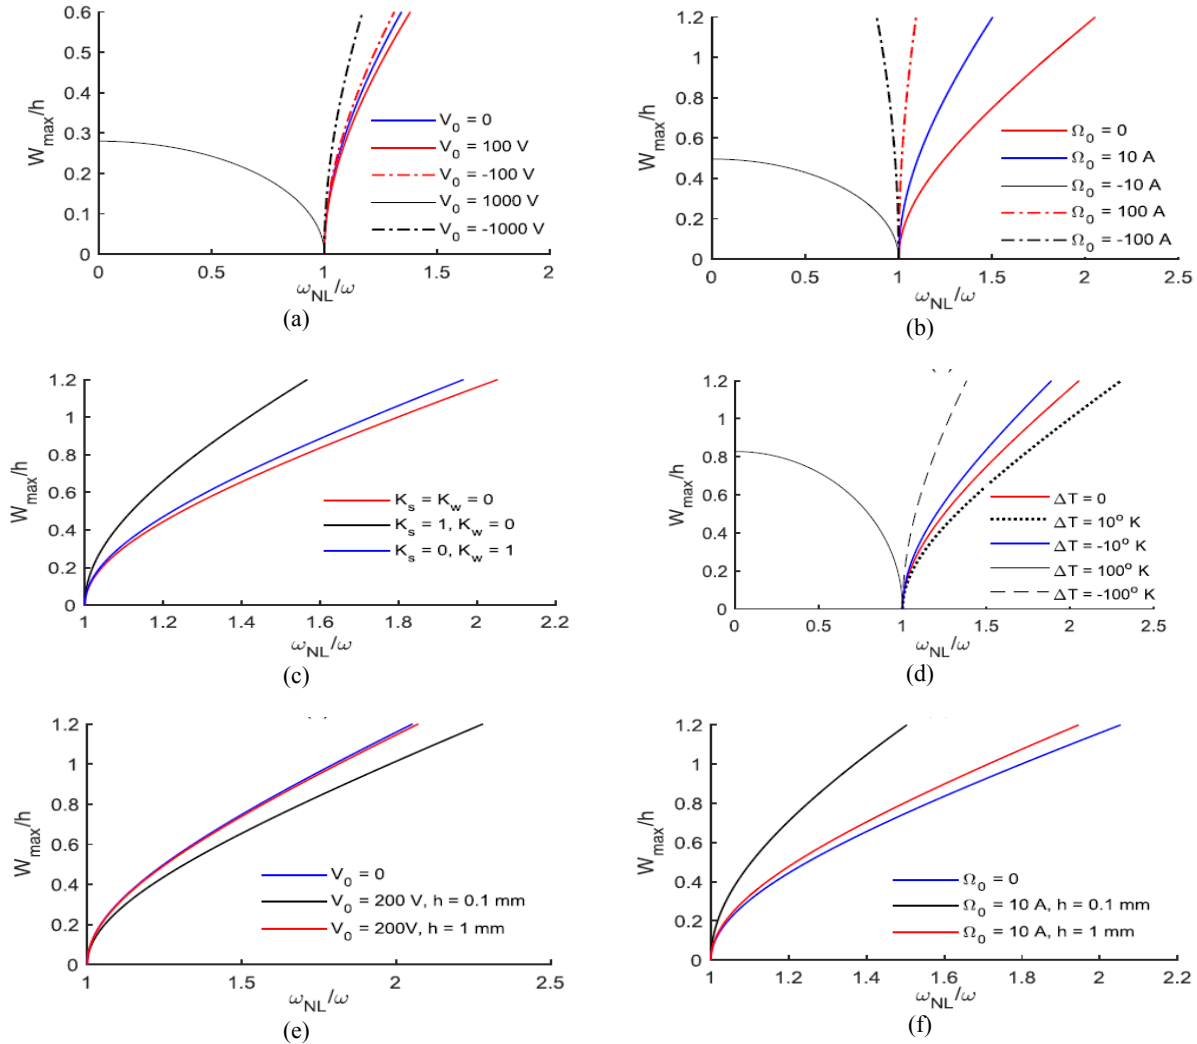 0.6
0.5
0.4
0.3
0.2
0.1
0
W_max/h
V_0 = 0
V_0 = 100 V
V_0 = -100 V
V_0 = 1000 V
V_0 = -1000 V
0 0.5 1 1.5 2
ω_NL/ω
(a)
1.2
1
0.8
0.6
0.4
0.2
0
W_max/h
Ω_0 = 0
Ω_0 = 10 A
Ω_0 = -10 A
Ω_0 = 100 A
Ω_0 = -100 A
0 0.5 1 1.5 2 2.5
ω_NL/ω
(b)
1.2
1
0.8
0.6
0.4
0.2
0
W_max/h
K_s = K_w = 0
K_s = 1, K_w = 0
K_s = 0, K_w = 1
1 1.2 1.4 1.6 1.8 2 2.2
ω_NL/ω
(c)
1.2
1
0.8
0.6
0.4
0.2
0
W_max/h
ΔT = 0
ΔT = 10° K
ΔT = -10° K
ΔT = 100° K
ΔT = -100° K
0 0.5 1 1.5 2 2.5
ω_NL/ω
(d)
1.2
1
0.8
0.6
0.4
0.2
0
W_max/h
V_0 = 0
V_0 = 200 V, h = 0.1 mm
V_0 = 200V, h = 1 mm
1 1.5 2 2.5
ω_NL/ω
(e)
1.2
1
0.8
0.6
0.4
0.2
0
W_max/h
Ω_0 = 0
Ω_0 = 10 A, h = 0.1 mm
Ω_0 = 10 A, h = 1 mm
1 1.2 1.4 1.6 1.8 2 2.2
ω_NL/ω
(f)